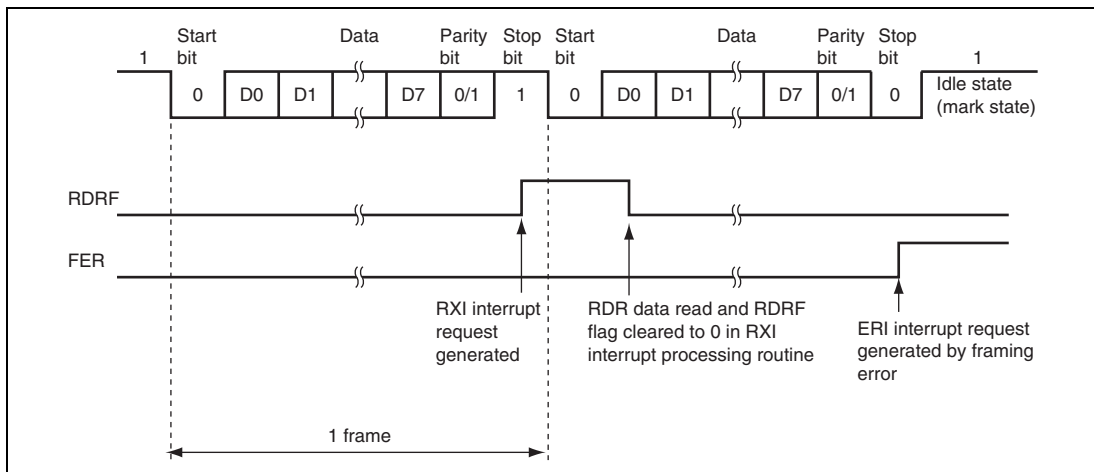 Start bit Data Parity bit Stop bit Start bit Data Parity bit Stop bit
1 1
0 D0 D1 D7 0/1 1 0 D0 D1 D7 0/1 0 Idle state (mark state)
RDRF
FER
RXI interrupt
request
generated
RDR data read and RDRF
flag cleared to 0 in RXI
interrupt processing routine
ERI interrupt request
generated by framing
error
1 frame